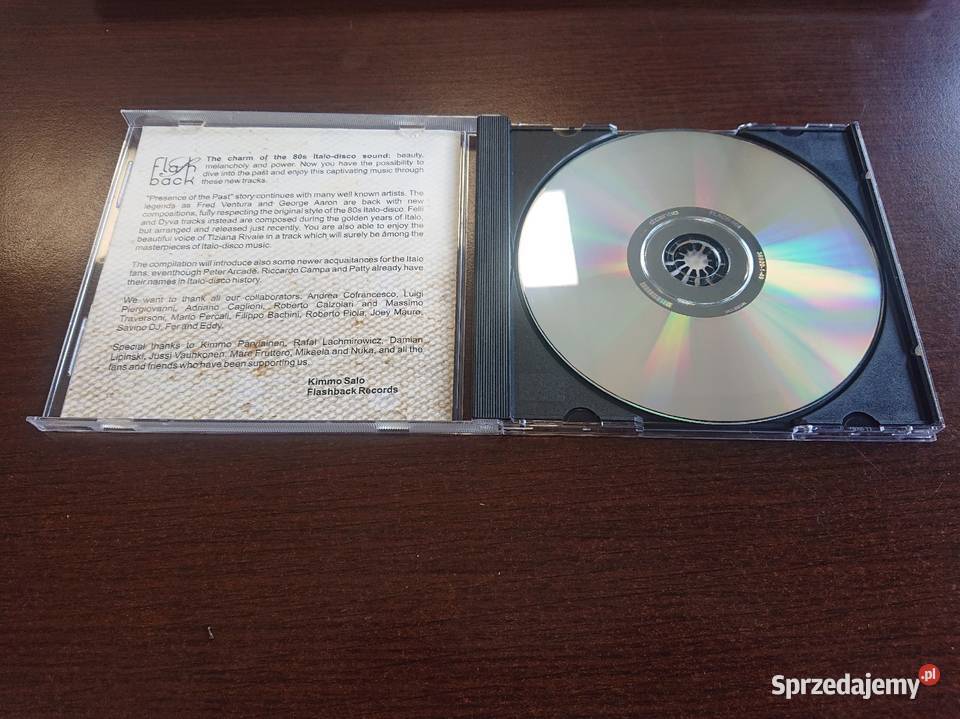 Flash
back
The charm of the 80s Italo-disco sound: beauty,
melancholy and power. Now you have the possibility to
dive into the past and enjoy this captivating music through
these new tracks.
"Presence of the Past" story continues with many well known artists. The
legends as Fred Ventura and George Aaron are back with new
compositions, fully respecting the original style of the 80s Italo-disco. Felli
and Dyva tracks instead are composed during the golden years of Italo,
but arranged and released just recently. You are also able to enjoy the
beautiful voice of Tiziana Rivale in a track which will surely be among the
masterpieces of Italo-disco music.
The compilation will introduce also some newer acquaitances for the Italo
fans, eventhough Peter Arcade, Riccardo Campa and Patty already have
their names in Italo-disco history.
We want to thank all our collaborators. Andrea Cofrancesco, Luigi
Piergiovanni, Adriano Caglioni, Roberto Calzolari and Massimo
Traversoni, Mario Percali, Filippo Bachini, Roberto Piola, Joey Mauro,
Savino DJ, Fer and Eddy.
Special thanks to Kimmo Parviainen, Rafal Lachmirowicz, Damian
Lipinski, Jussi Vauhkonen, Marc Fruttero, Mikaela and Nuka, and all the
fans and friends who have been supporting us.
Kimmo Salo
Flashback Records
Sprzedajemy.pl